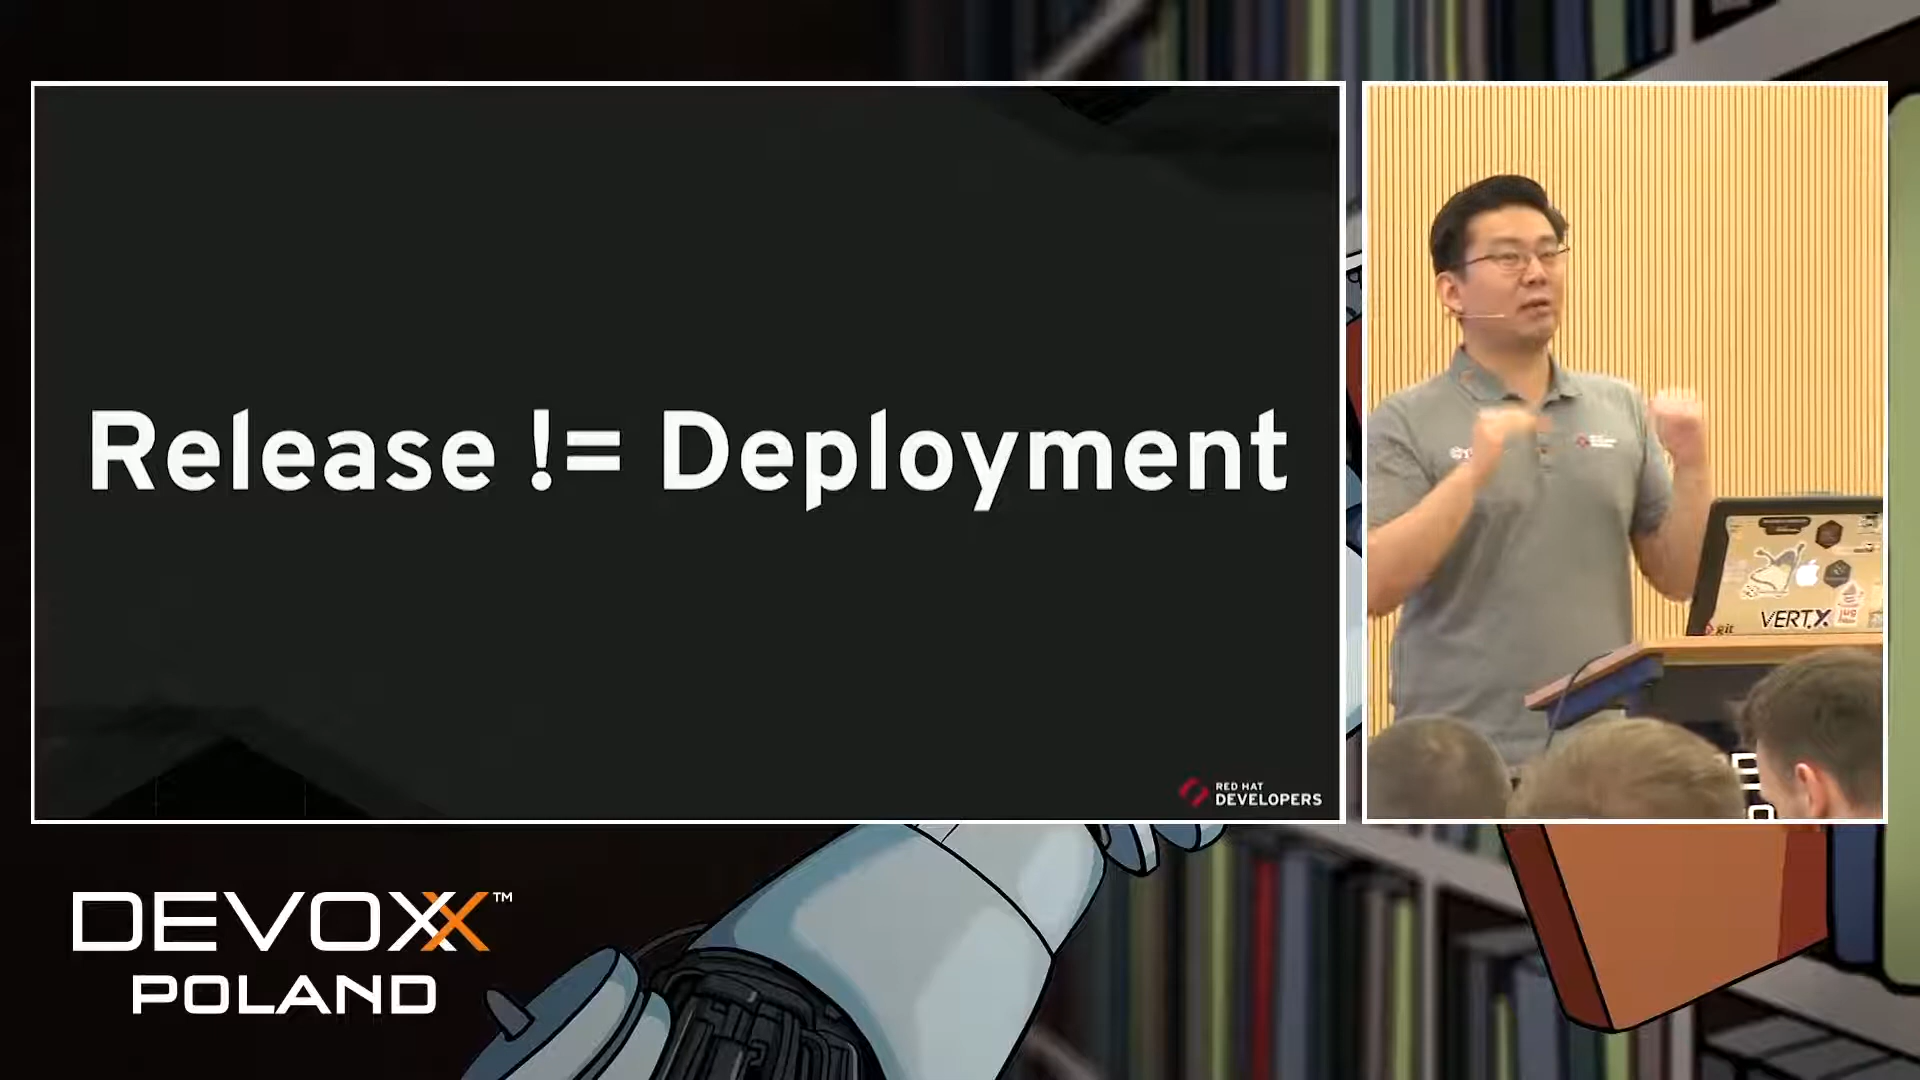 Release != Deployment
RED HAT
DEVELOPERS
VERT.X
git
DEVOXX™
POLAND